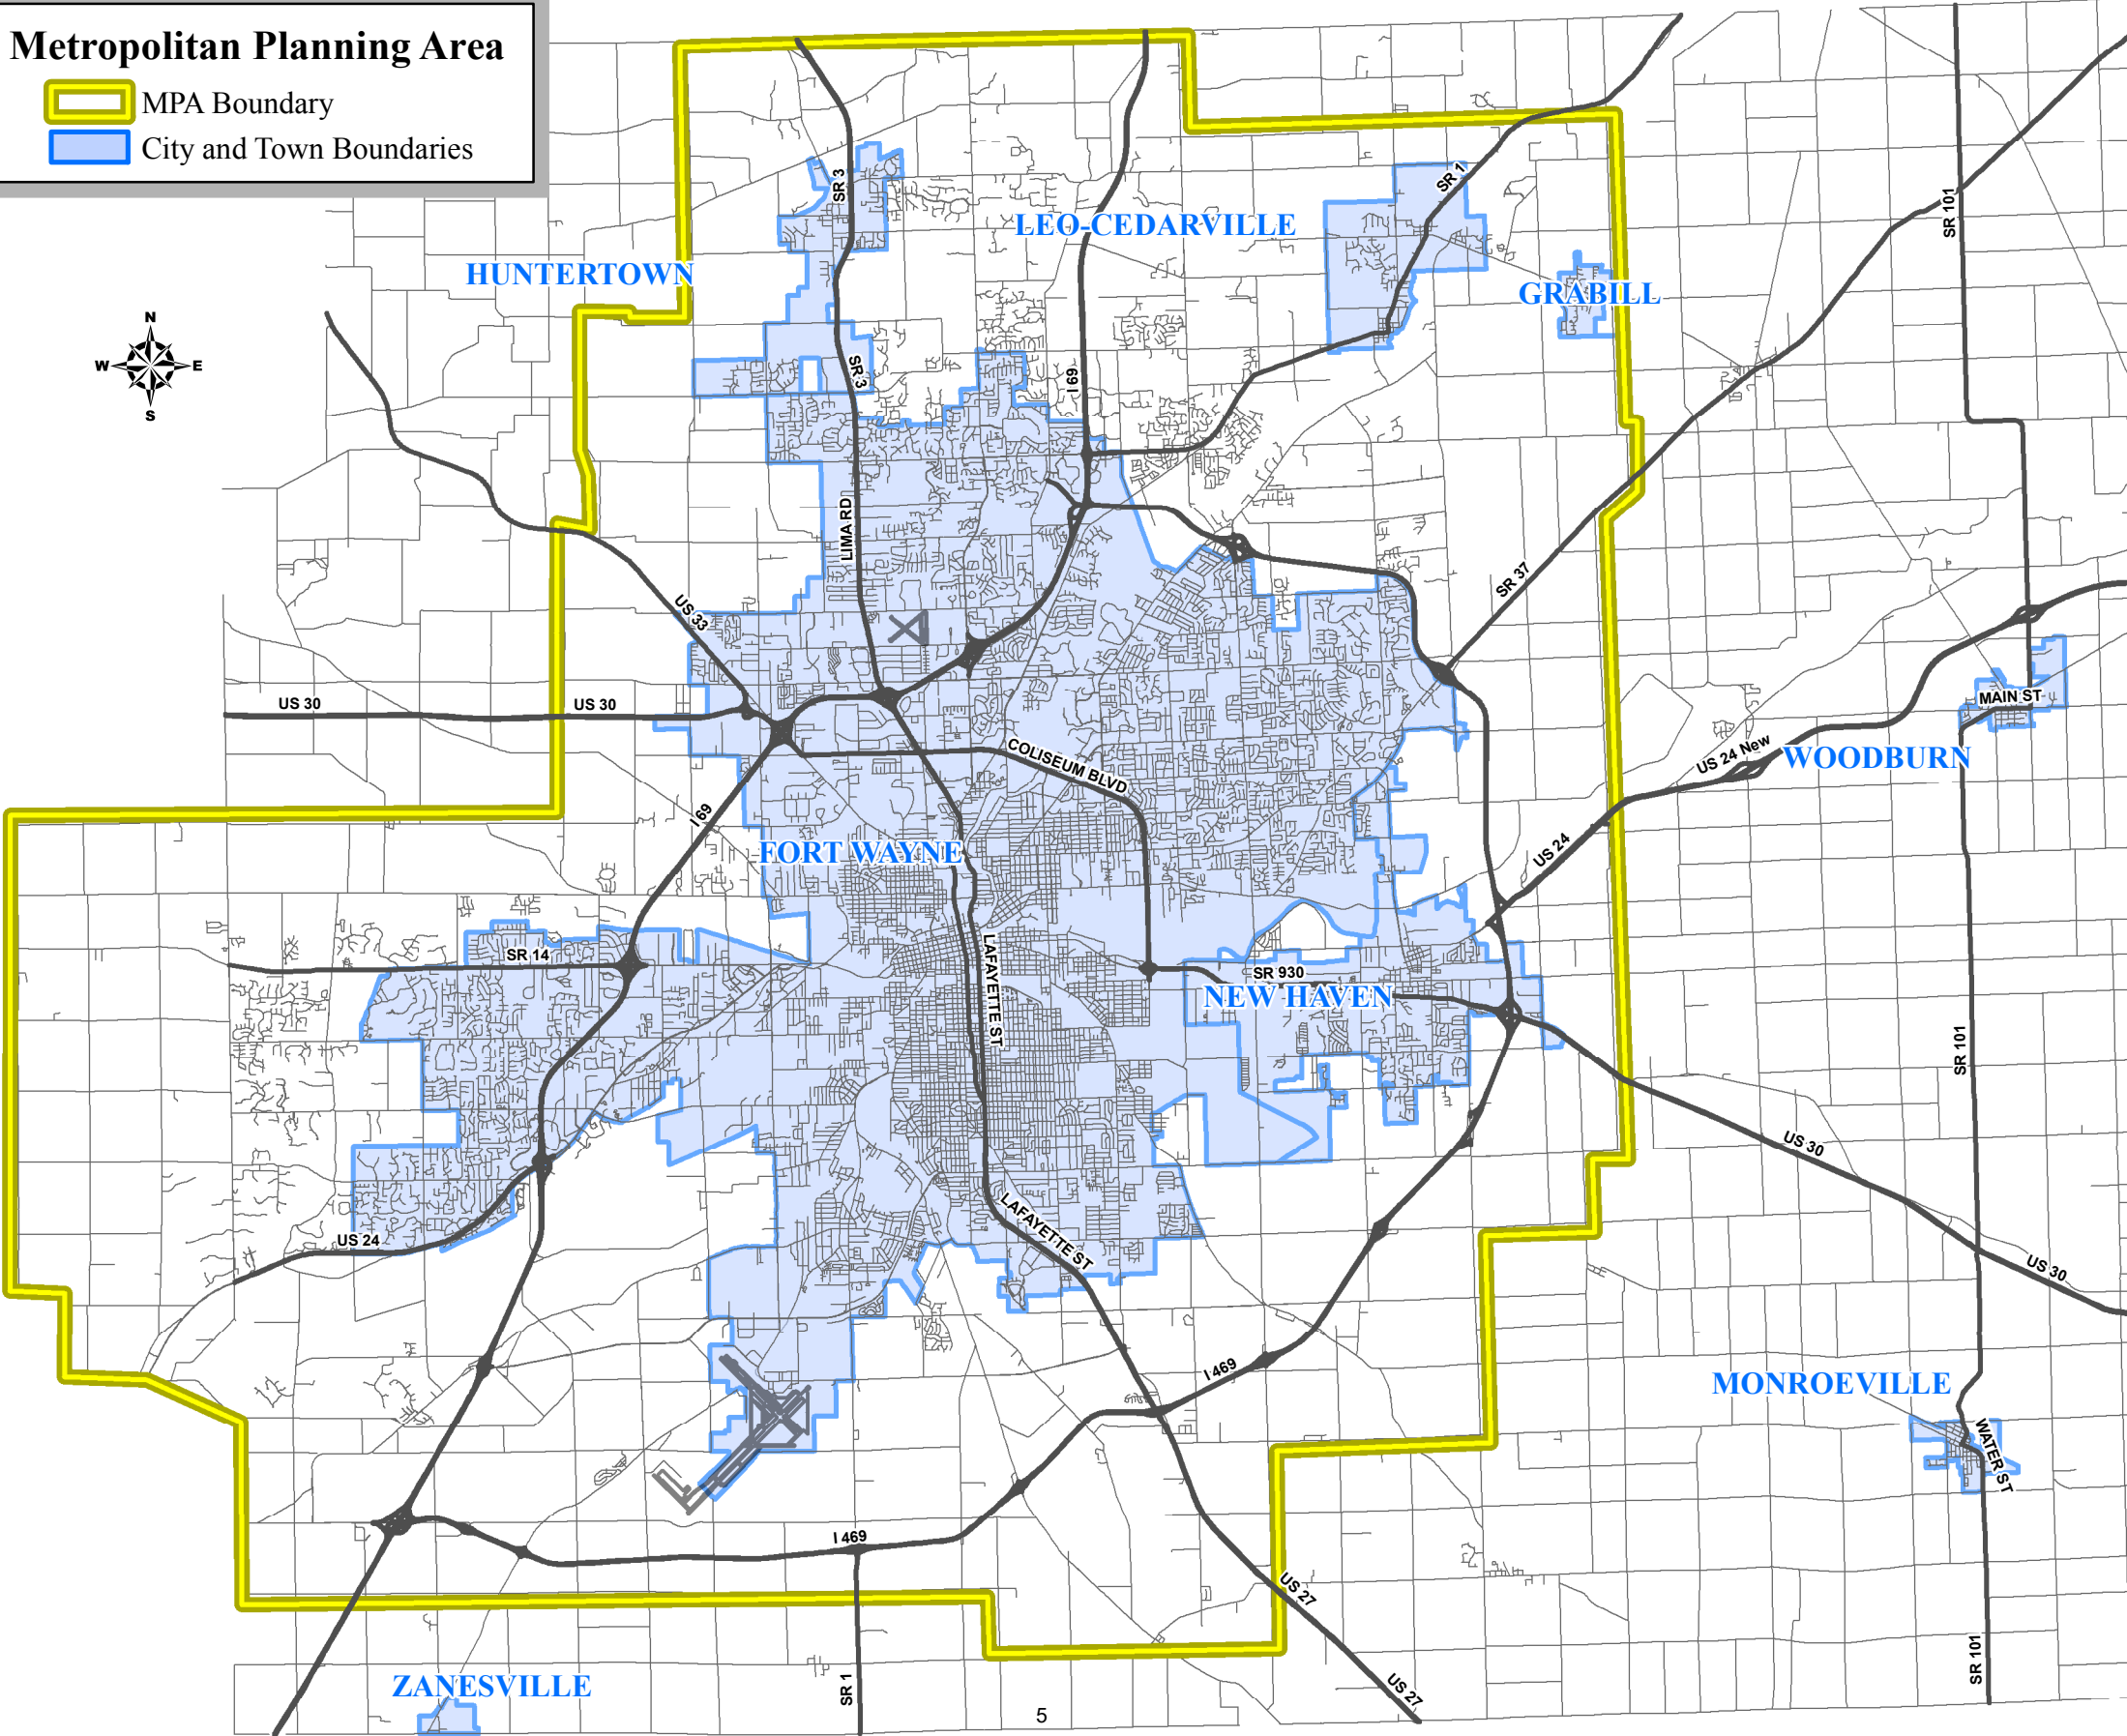 Metropolitan Planning Area
MPA Boundary
City and Town Boundaries
N
W E
S
SR 3
SR 1
SR 101
LEO-CEDARVILLE
HUNTERTOWN
GRABILL
SR 3
I 69
LIMA RD
SR 37
US 33
US 30
US 30
MAIN ST
COLISEUM BLVD
US 24 New
WOODBURN
I 69
FORT WAYNE
US 24
SR 14
LAFAYETTE ST
SR 930
NEW HAVEN
SR 101
US 30
LAFAYETTE ST
US 24
US 30
I 469
MONROEVILLE
WATER ST
I 469
US 27
ZANESVILLE
SR 1
US 27
SR 101
5